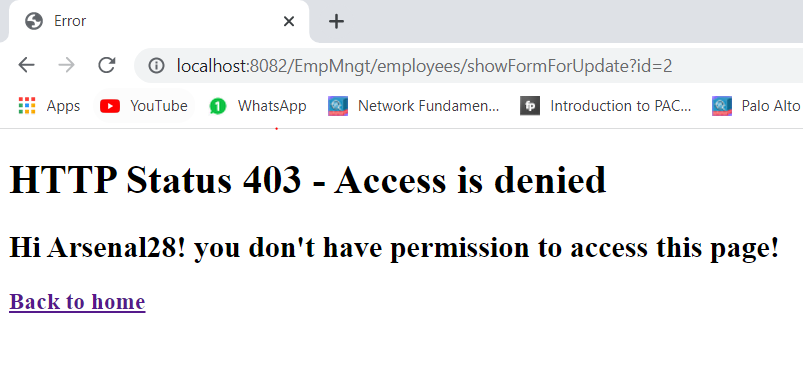 Error
localhost:8082/EmpMngt/employees/showFormForUpdate?id=2
Apps YouTube 1 WhatsApp Network Fundamen... fp Introduction to PAC... Palo Alto
HTTP Status 403 - Access is denied
Hi Arsenal28! you don't have permission to access this page!
Back to home